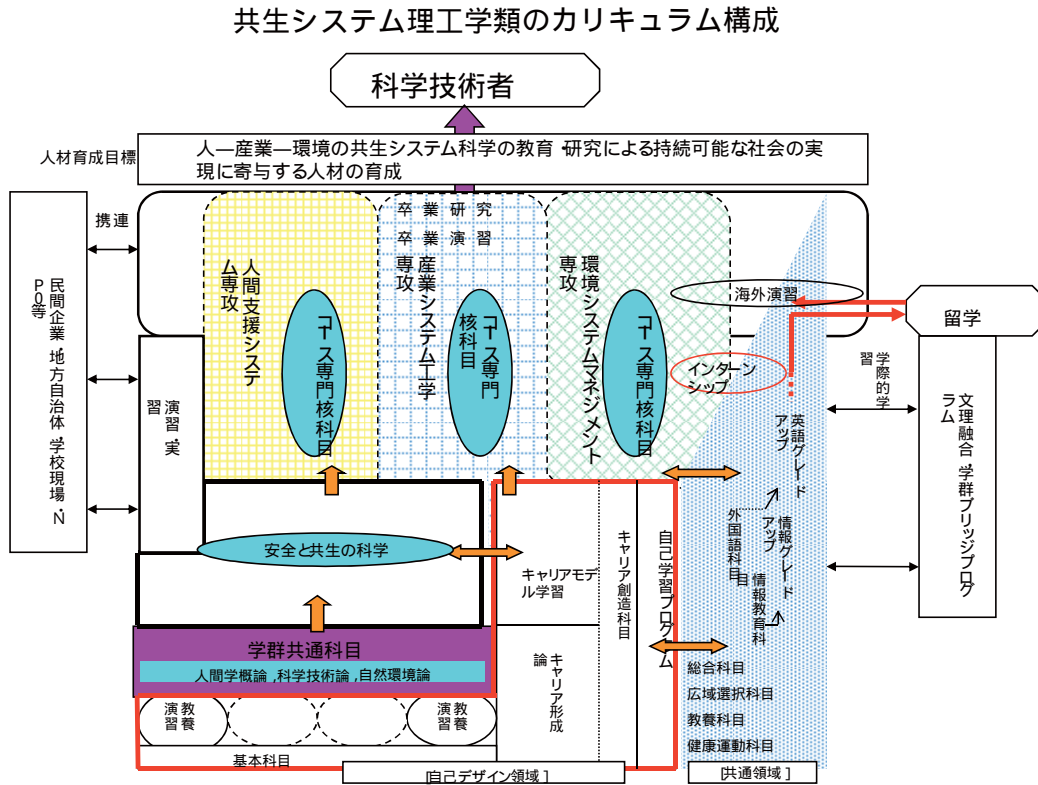 共生システム理工学類のカリキュラム構成
科学技術者
人材育成目標
人―産業―環境の共生システム科学の教育・研究による持続可能な社会の実
現に寄与する人材の育成
携連
民間企業・地方自治体・学校現場・N
PO等
演習・実
習
人間支援システ
ム専攻
コース専門核科目
卒業研究
卒業演習
産業システム工学
専攻
コース専門
核科目
環境システムマネジメント
専攻
コース専門核科目
海外演習
インターン
シップ
留学
学際的学
習
文理融合・学群ブリッジプログ
ラム
英語グレード
アップ
外国語科目
情報グレード
アップ
情報教育科
目
安全と共生の科学
キャリアモデ
ル学習
キャリア創造科目
自己学習プログラム
学群共通科目
人間学概論,科学技術論,自然環境論
キャリア形成
論
総合科目
広域選択科目
教養科目
健康運動科目
教養
演習
教養
演習
基本科目
[自己デザイン領域]
[共通領域]